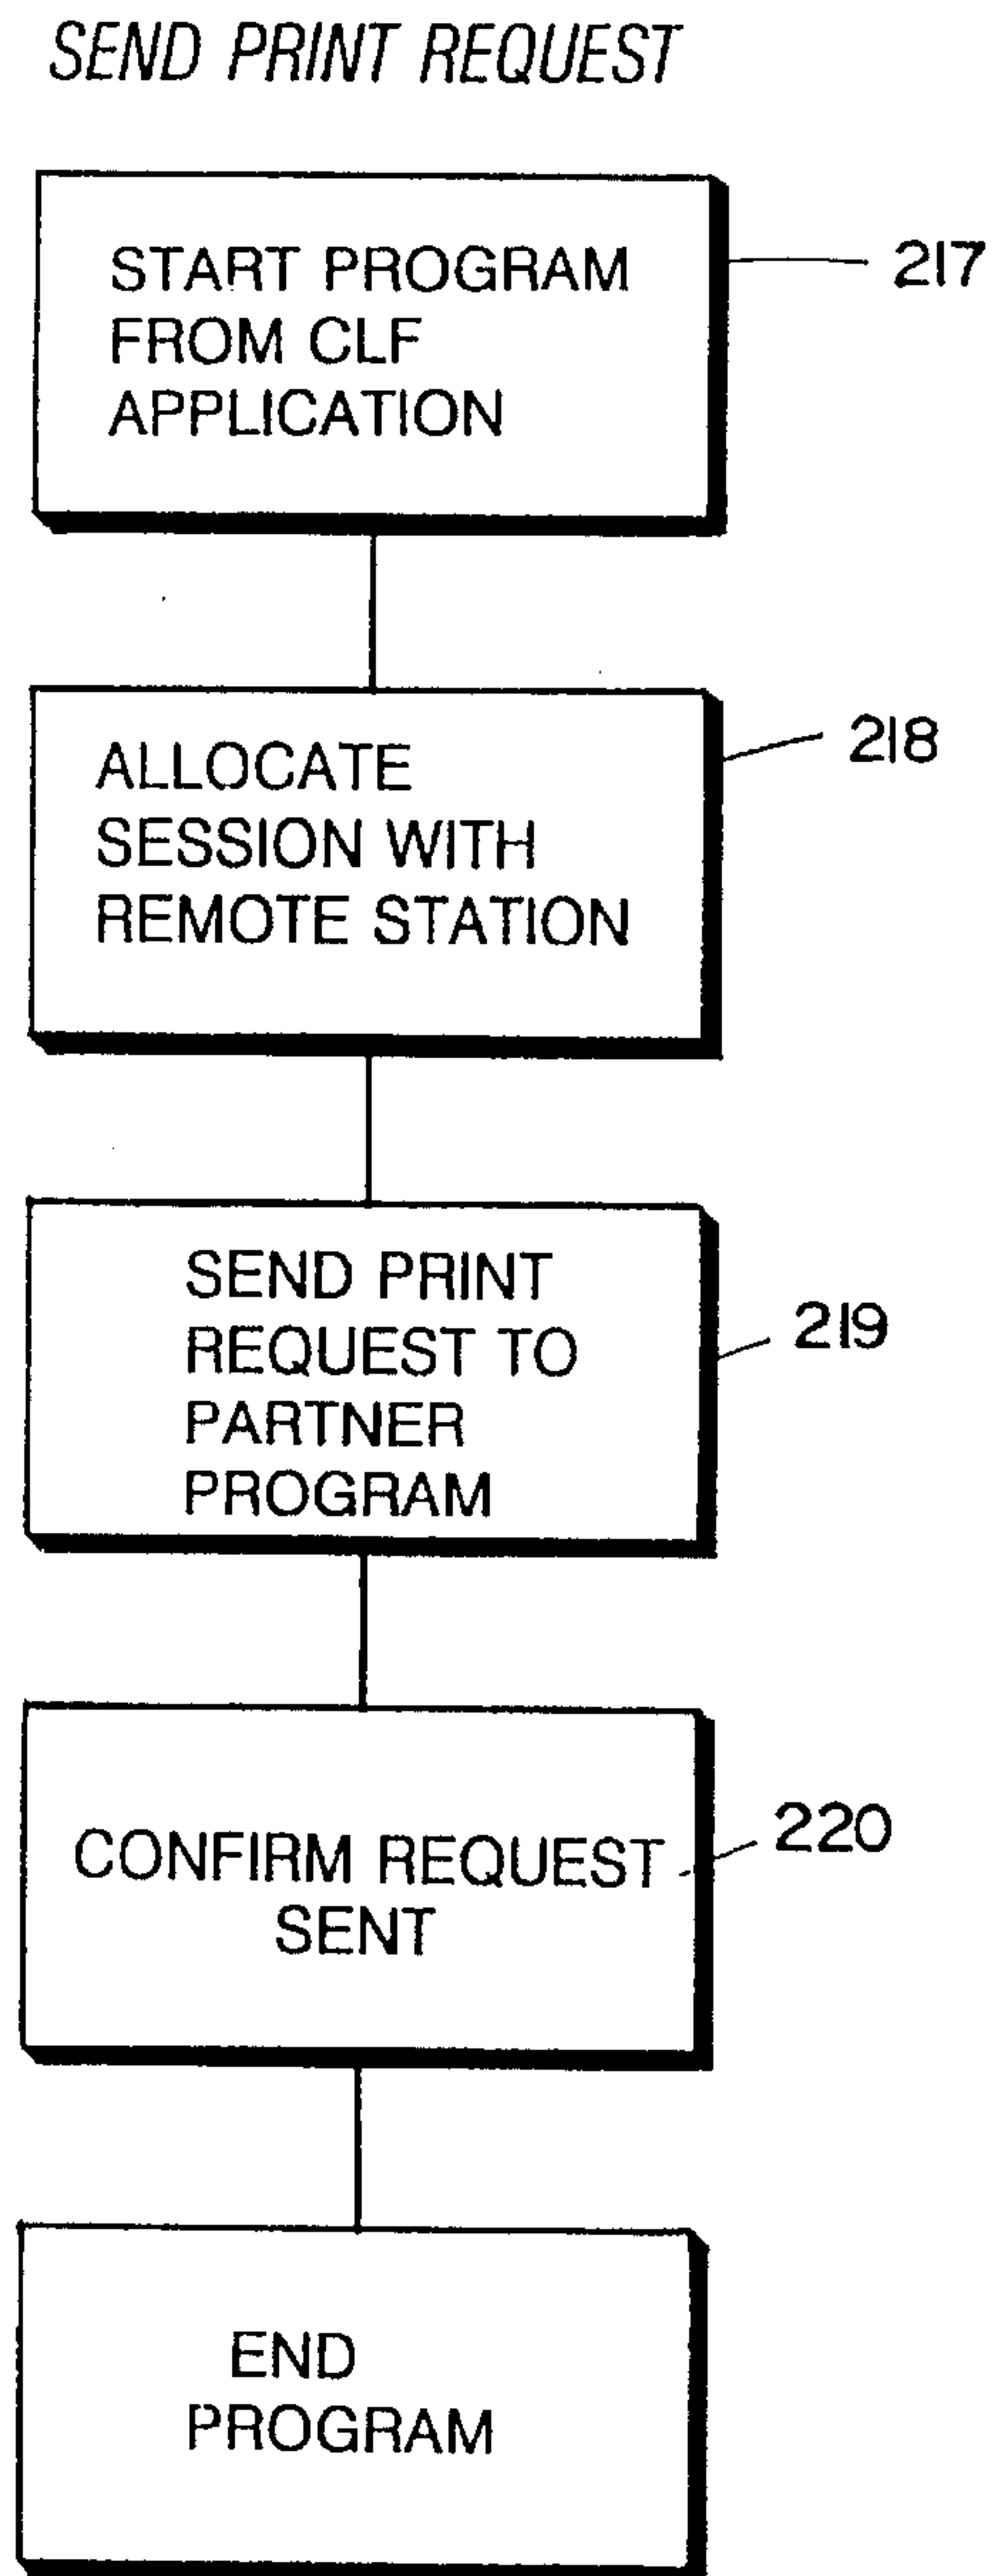 SEND PRINT REQUEST
START PROGRAM
FROM CLF
APPLICATION
217
ALLOCATE
SESSION WITH
REMOTE STATION
218
SEND PRINT
REQUEST TO
PARTNER
PROGRAM
219
CONFIRM REQUEST
SENT
220
END
PROGRAM